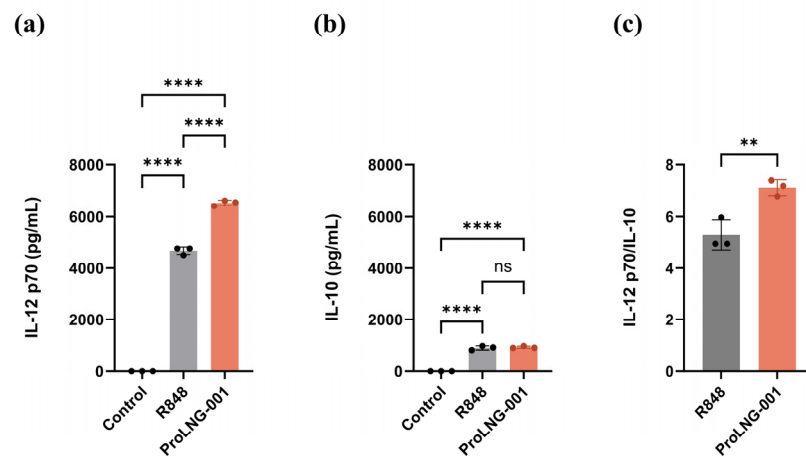 (a)
(b)
(c)
****
****
****
IL-12 p70 (pg/mL)
8000
6000
4000
2000
0
Control
R848
ProLNG-001
****
ns
****
IL-10 (pg/mL)
8000
6000
4000
2000
0
Control
R848
ProLNG-001
**
IL-12 p70/IL-10
8
6
4
2
0
R848
ProLNG-001